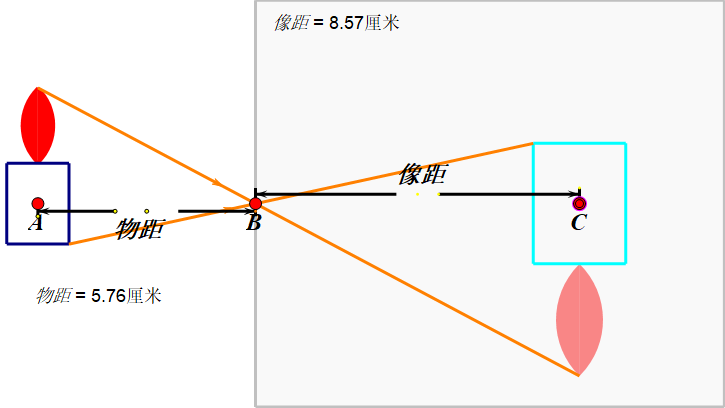 像距 = 8.57厘米
像距
物距
A
B
C
物距 = 5.76厘米